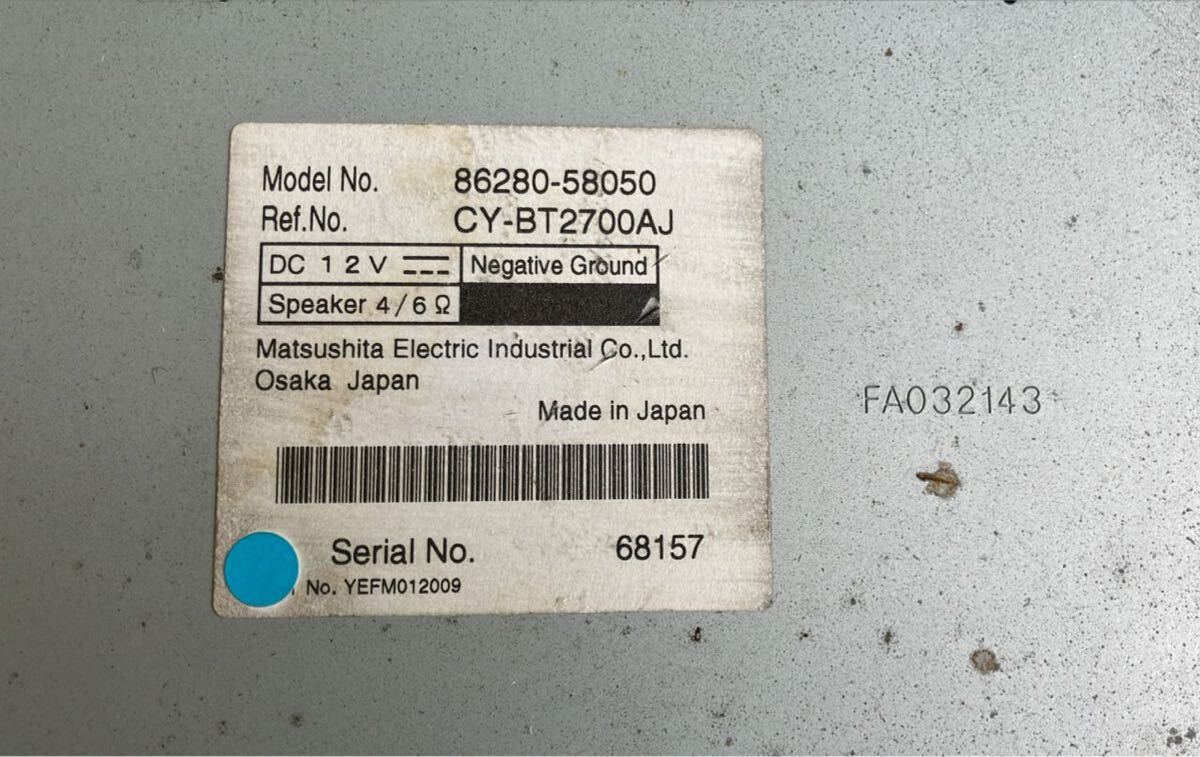 Model No. 86280-58050
Ref.No. CY-BT2700AJ
DC 12V Negative Ground
Speaker 4/6 Ω
Matsushita Electric Industrial Co.,Ltd.
Osaka Japan
Made in Japan
FA032143
Serial No. 68157
No. YEFM012009